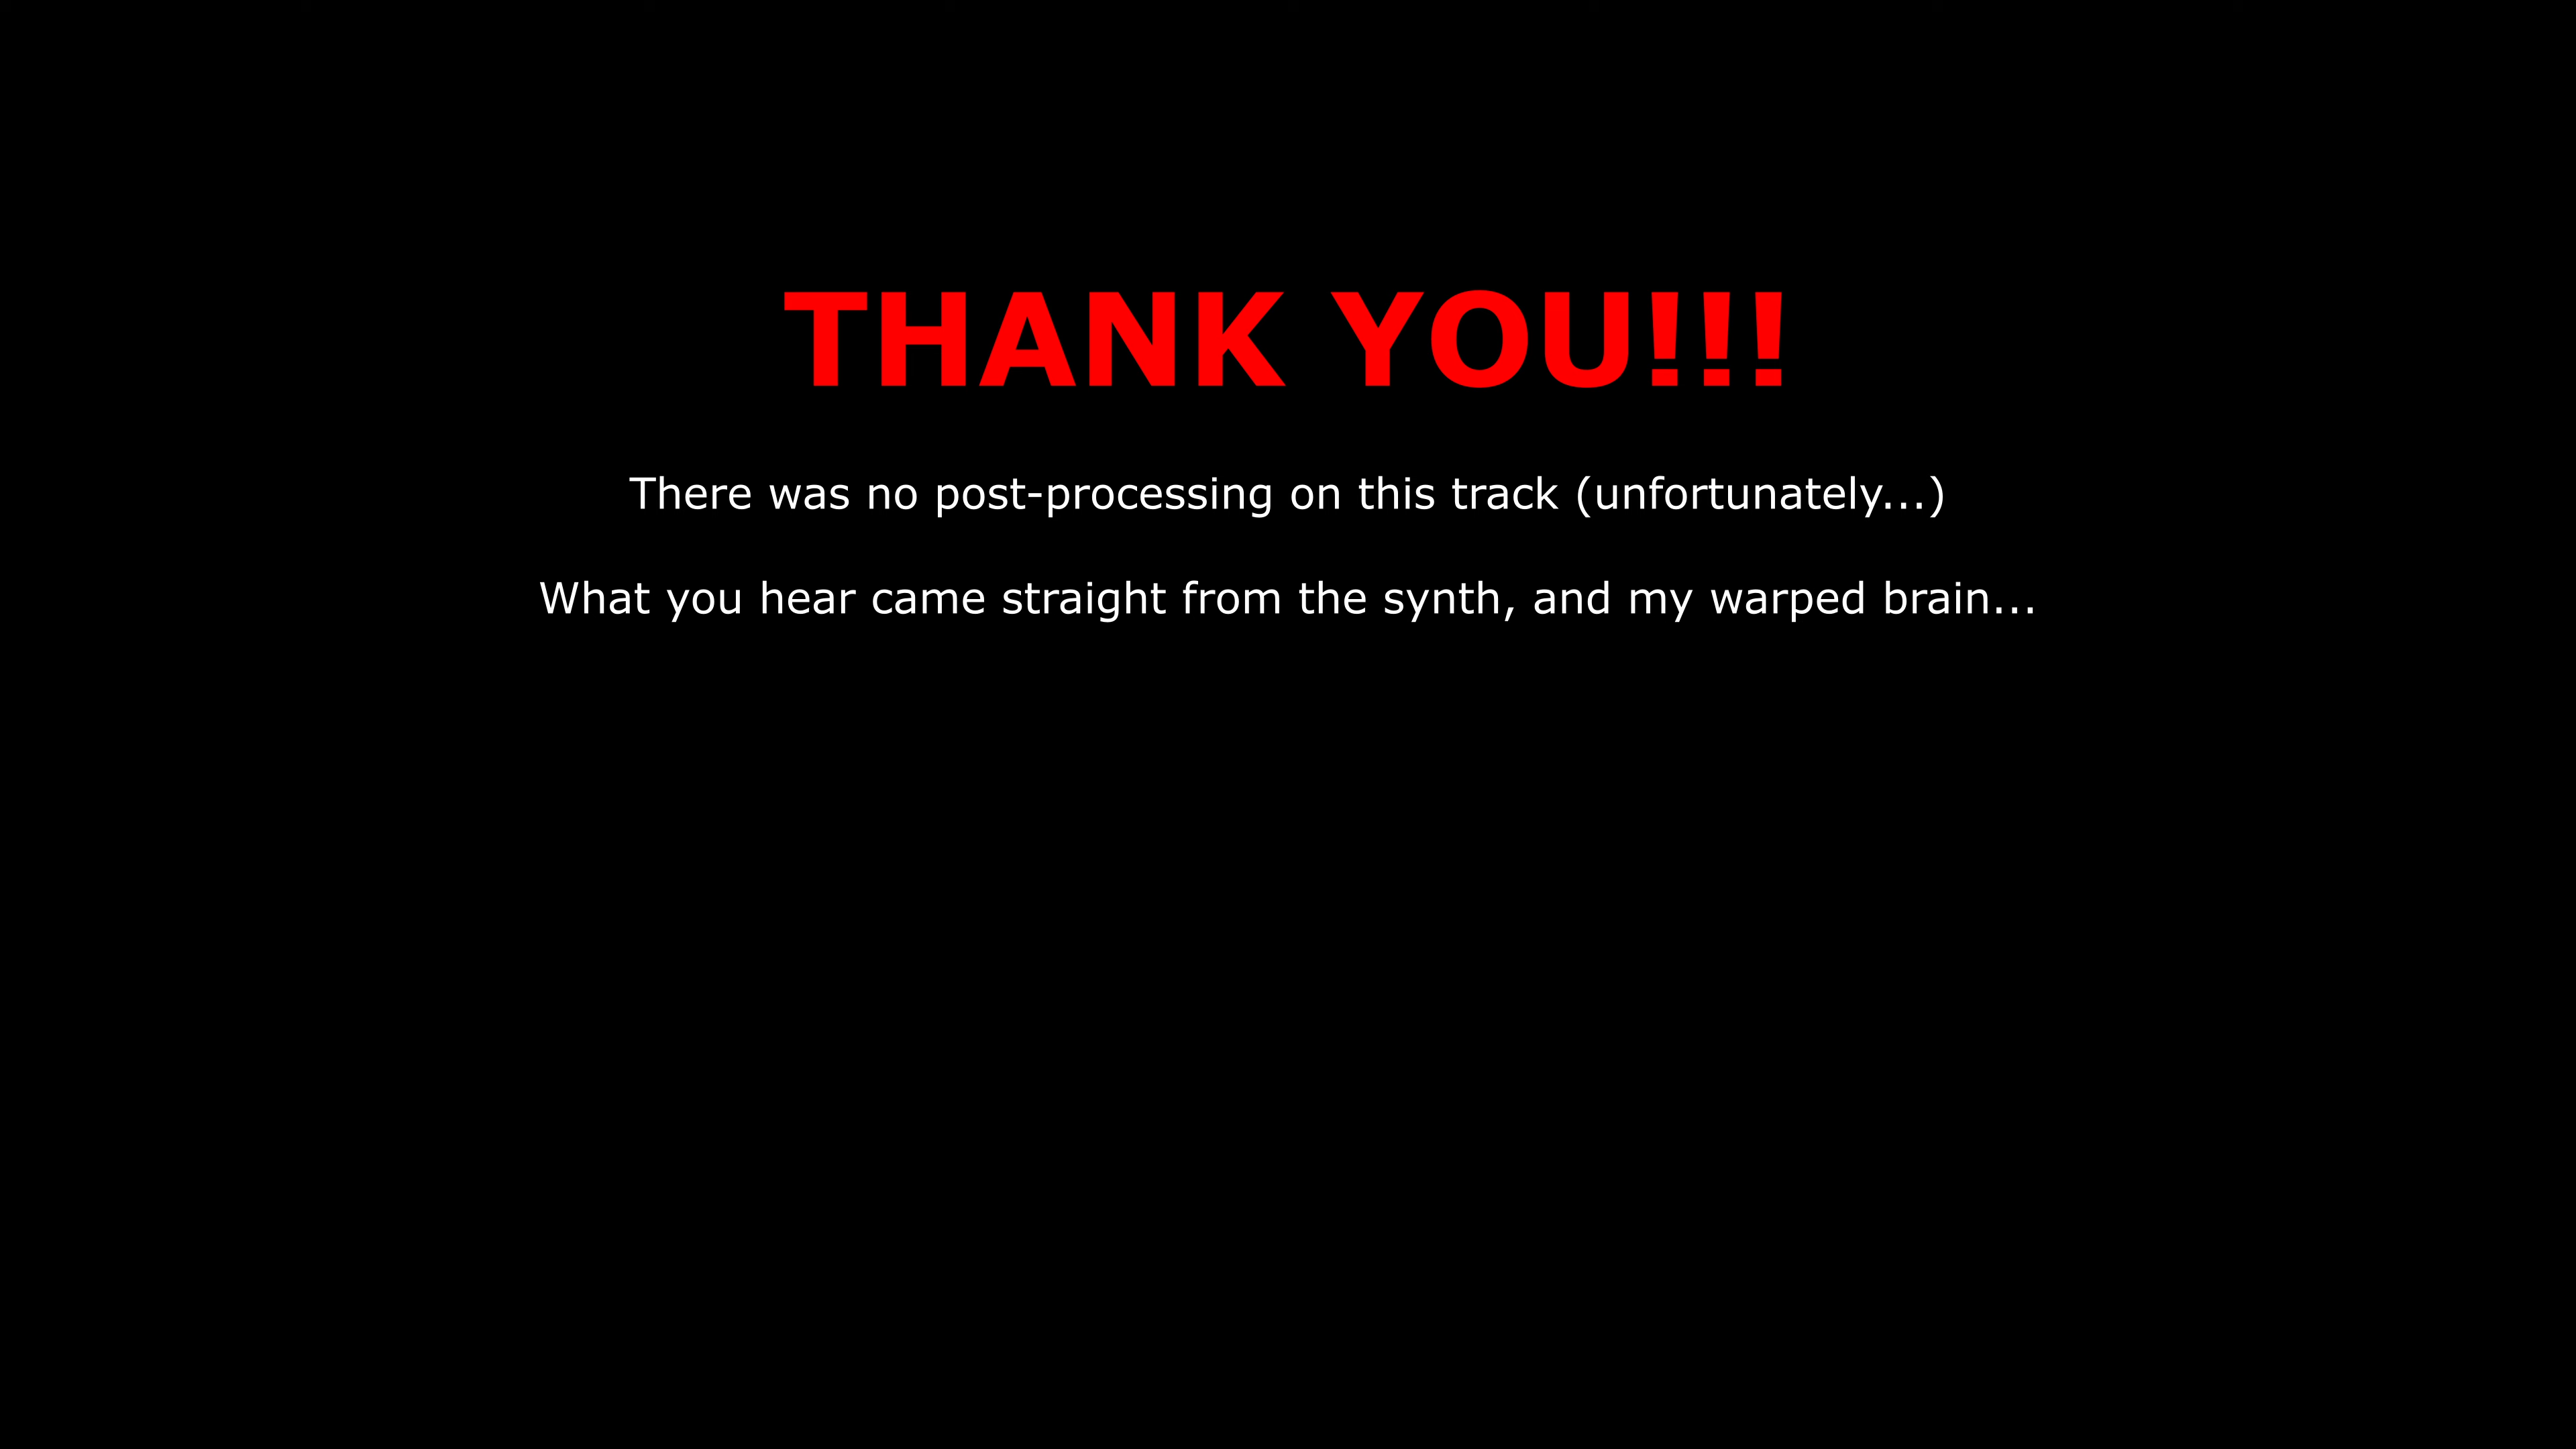 THANK YOU!!!
There was no post-processing on this track (unfortunately...)
What you hear came straight from the synth, and my warped brain...